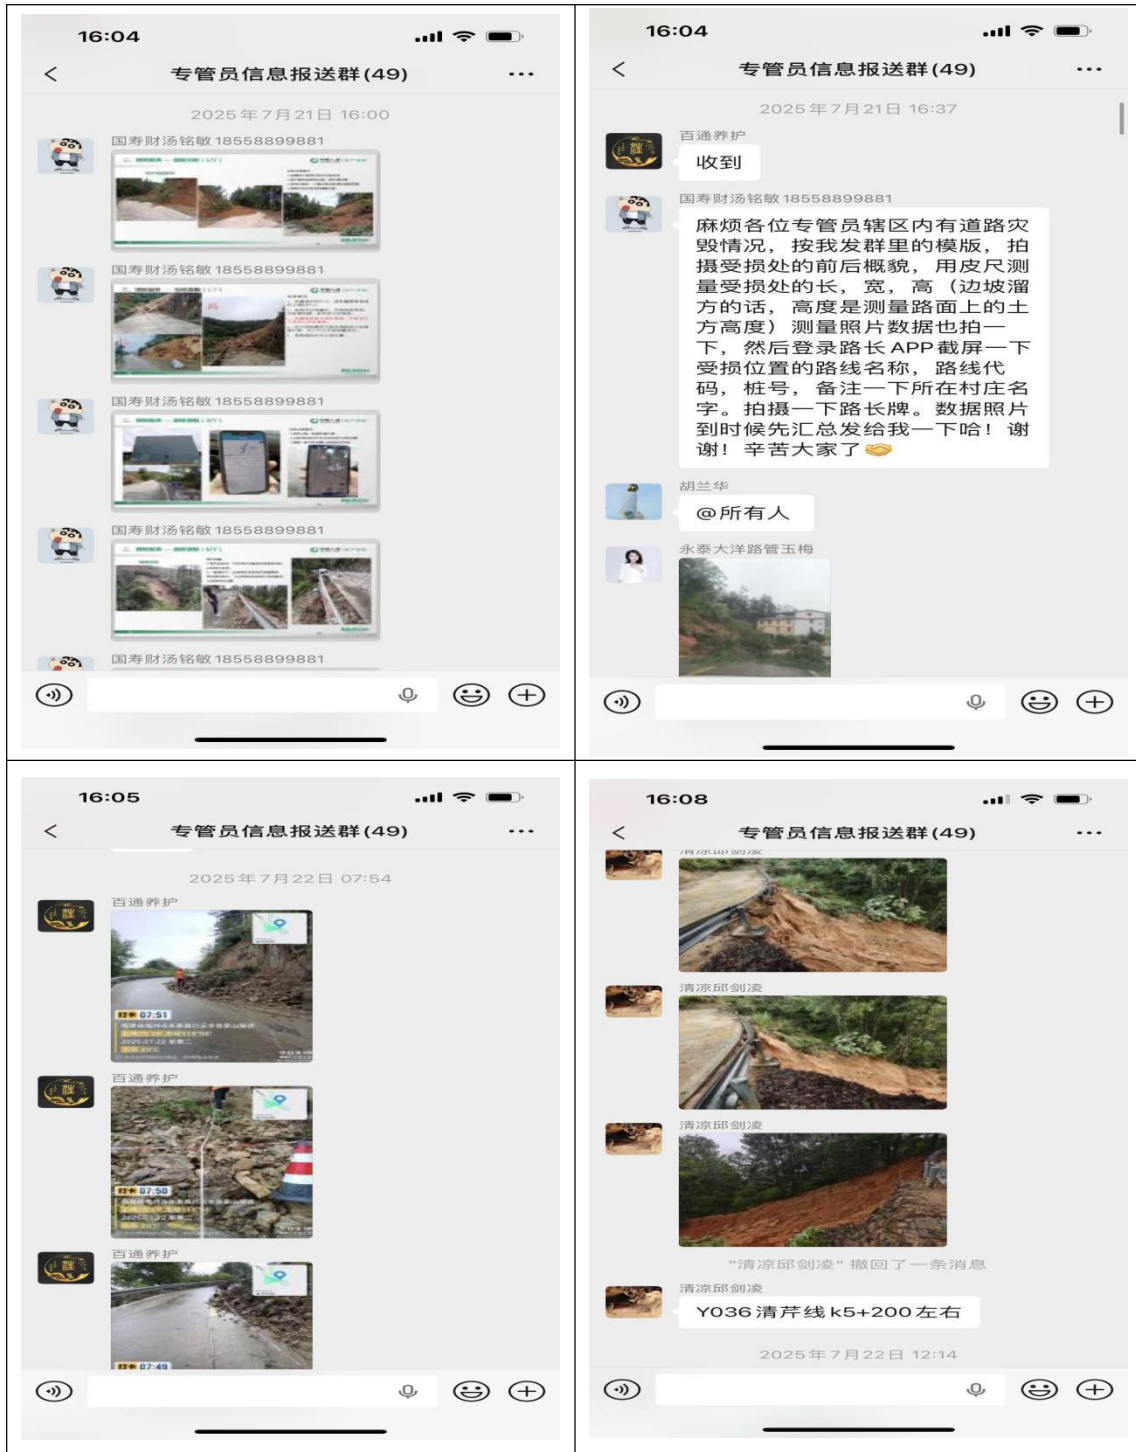 16:04
专管员信息报送群(49)
2025年7月21日 16:00
国寿财汤铭敏 18558899881
国寿财汤铭敏 18558899881
国寿财汤铭敏 18558899881
国寿财汤铭敏 18558899881
国寿财汤铭敏 18558899881
16:04
专管员信息报送群(49)
2025年7月21日 16:37
百通养护
收到
国寿财汤铭敏 18558899881
麻烦各位专管员辖区内有道路灾
毁情况，按我发群里的模版，拍
摄受损处的前后概貌，用皮尺测
量受损处的长，宽，高（边坡溜
方的话，高度是测量路面上的土
方高度）测量照片数据也拍一
下，然后登录路长APP截屏一下
受损位置的路线名称，路线代
码，桩号，备注一下所在村庄名
字。拍摄一下路长牌。数据照片
到时候先汇总发给我一下哈！谢
谢！辛苦大家了
胡兰华
@所有人
永泰大洋路管玉梅
16:05
专管员信息报送群(49)
2025年7月22日 07:54
百通养护
打卡 07:51
2025.07.22 星期二
百通养护
打卡 07:50
2025.07.22 星期二
百通养护
打卡 07:49
16:08
专管员信息报送群(49)
清凉邱剑凌
清凉邱剑凌
清凉邱剑凌
"清凉邱剑凌" 撤回了一条消息
清凉邱剑凌
Y036清芹线k5+200左右
2025年7月22日 12:14